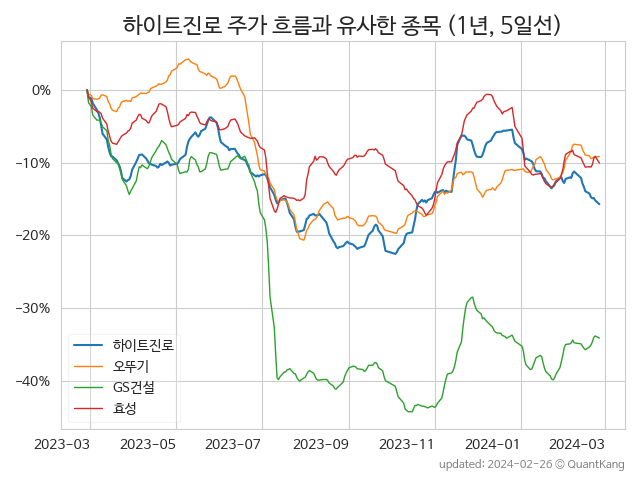 하이트진로 주가 흐름과 유사한 종목 (1년, 5일선)
0%
−10%
−20%
−30%
−40%
하이트진로
오뚜기
GS건설
효성
2023-03 2023-05 2023-07 2023-09 2023-11 2024-01 2024-03
updated: 2024-02-26 © QuantKang